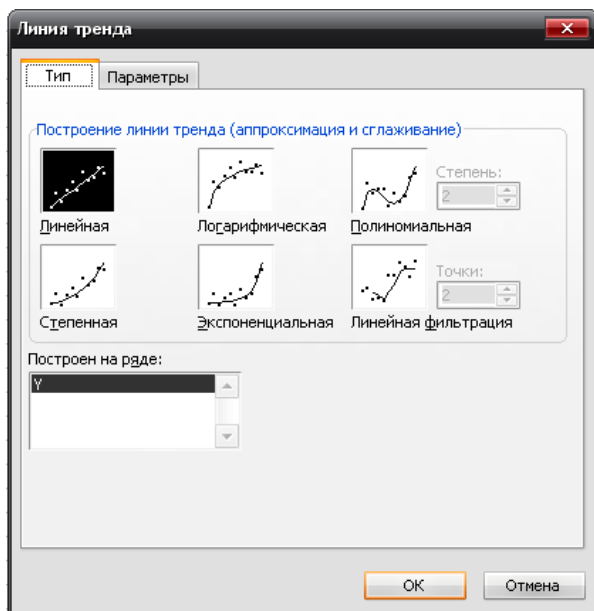 Линия тренда
Тип Параметры
Построение линии тренда (аппроксимация и сглаживание)
Степень:
2
Линейная Логарифмическая Полиномиальная
Точки:
2
Степенная Экспоненциальная Линейная фильтрация
Построен на ряде:
Y
ОК Отмена